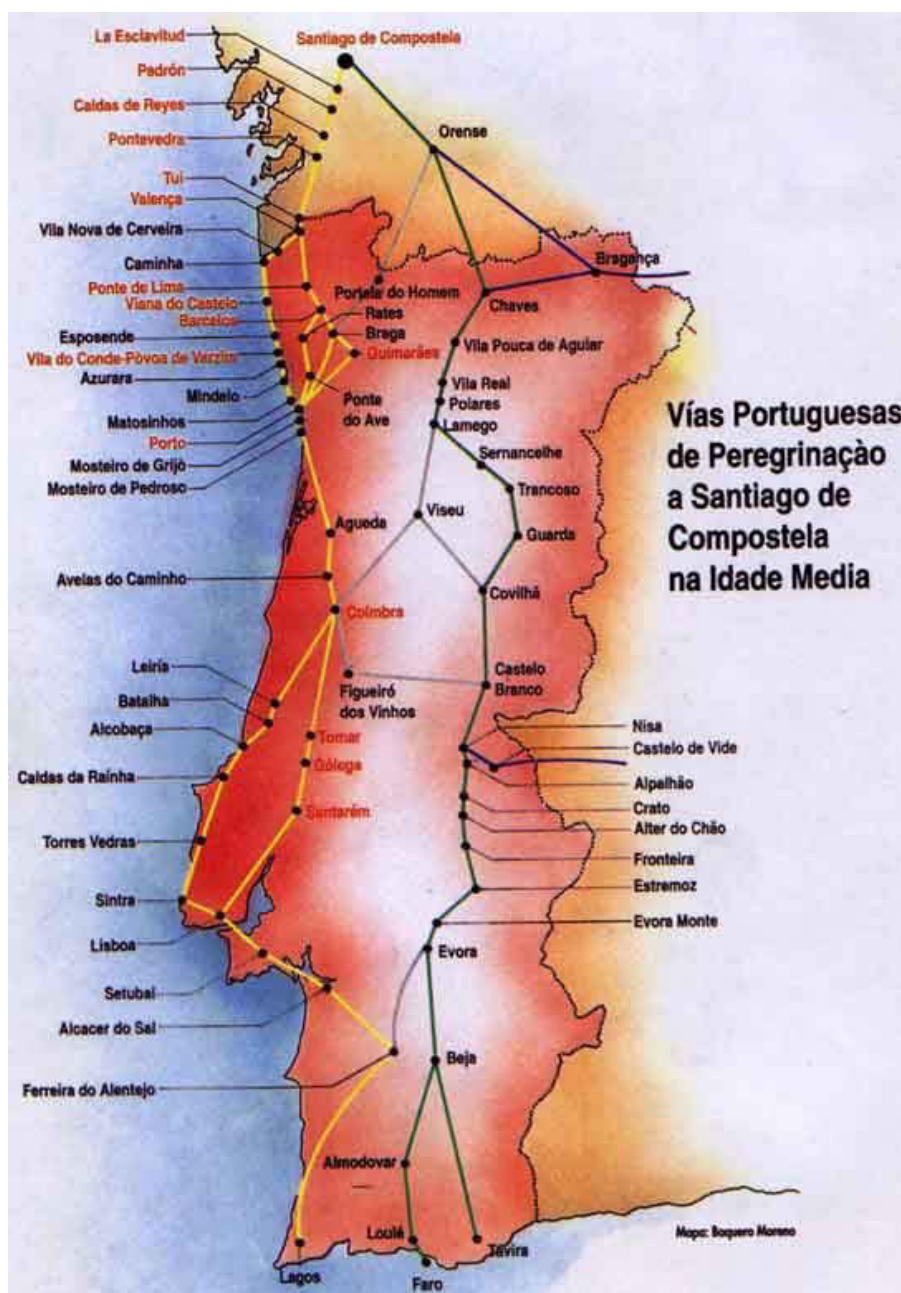 La Esclavitud
Santiago de Compostela
Padrón
Caldas de Reyes
Pontevedra
Orense
Tui
Valença
Vila Nova de Cerveira
Caminha
Bragança
Ponte de Lima
Portela do Homem
Chaves
Viana do Castelo
Barcelos
Rates
Esposende
Braga
Vila Pouca de Aguiar
Vila do Conde-Pòvoa de Varzim
Guimarães
Azurara
Vila Real
Mindelo
Ponte
do Ave
Polares
Matosinhos
Lamego
Porto
Mosteiro de Grijò
Sernancelhe
Mosteiro de Pedroso
Trancoso
Vías Portuguesas
de Peregrinaçào
a Santiago de
Compostela
na Idade Media
Viseu
Agueda
Guarda
Avelas do Caminho
Covilhã
Coimbra
Leiría
Figueiró
dos Vinhos
Castelo
Branco
Batalha
Alcobaça
Tomar
Nisa
Castelo de Vide
Gólega
Caldas da Raínha
Alpalhão
Crato
Santarém
Alter do Chão
Torres Vedras
Fronteira
Estremoz
Sintra
Evora Monte
Lisboa
Evora
Setubal
Alcacer do Sal
Beja
Ferreira do Alentejo
Almodovar
Loulé
Tavira
Mapa: Baquero Moreno
Lagos
Faro